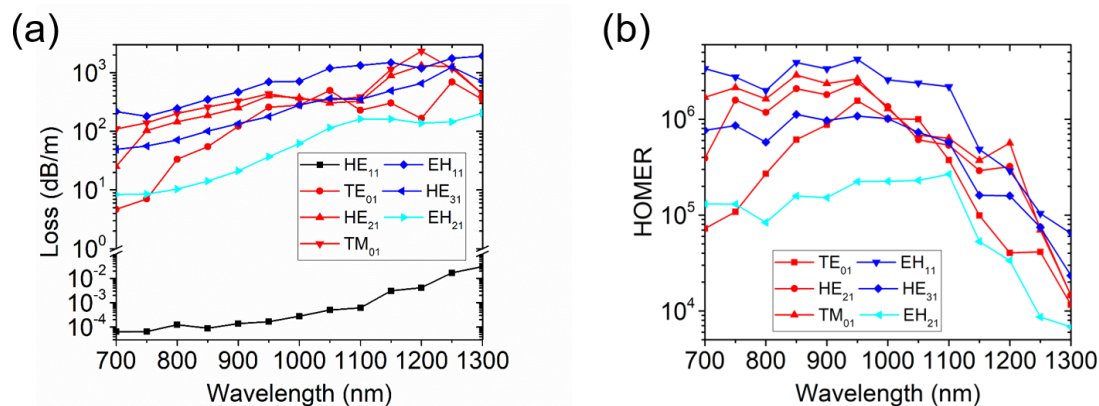 (a)
Loss (dB/m)
10³
10²
10¹
10⁰
10⁻²
10⁻³
10⁻⁴
HE₁₁ EH₁₁
TE₀₁ HE₃₁
HE₂₁ EH₂₁
TM₀₁
700 800 900 1000 1100 1200 1300
Wavelength (nm)
(b)
HOMER
10⁶
10⁵
10⁴
TE₀₁ EH₁₁
HE₂₁ HE₃₁
TM₀₁ EH₂₁
700 800 900 1000 1100 1200 1300
Wavelength (nm)